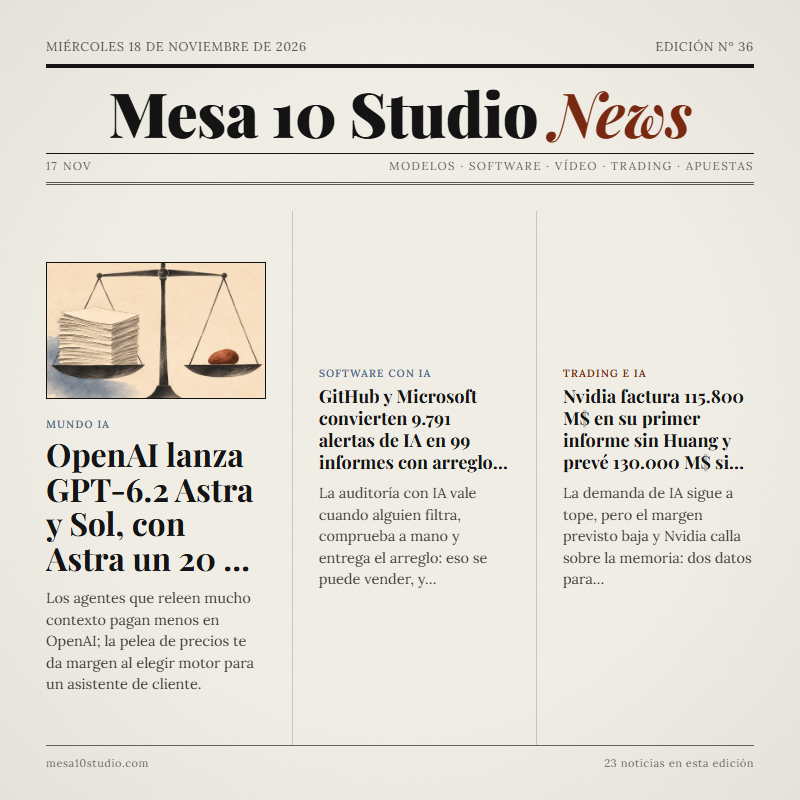 MIÉRCOLES 18 DE NOVIEMBRE DE 2026
EDICIÓN Nº 36
Mesa 10 Studio News
17 NOV
MODELOS · SOFTWARE · VÍDEO · TRADING · APUESTAS
MUNDO IA
OpenAI lanza
GPT-6.2 Astra
y Sol, con
Astra un 20 ...
Los agentes que releen mucho
contexto pagan menos en
OpenAI; la pelea de precios te
da margen al elegir motor para
un asistente de cliente.
SOFTWARE CON IA
GitHub y Microsoft
convierten 9.791
alertas de IA en 99
informes con arreglo...
La auditoría con IA vale
cuando alguien filtra,
comprueba a mano y
entrega el arreglo: eso se
puede vender, y...
TRADING E IA
Nvidia factura 115.800
M$ en su primer
informe sin Huang y
prevé 130.000 M$ si...
La demanda de IA sigue a
tope, pero el margen
previsto baja y Nvidia calla
sobre la memoria: dos datos
para...
mesa10studio.com
23 noticias en esta edición